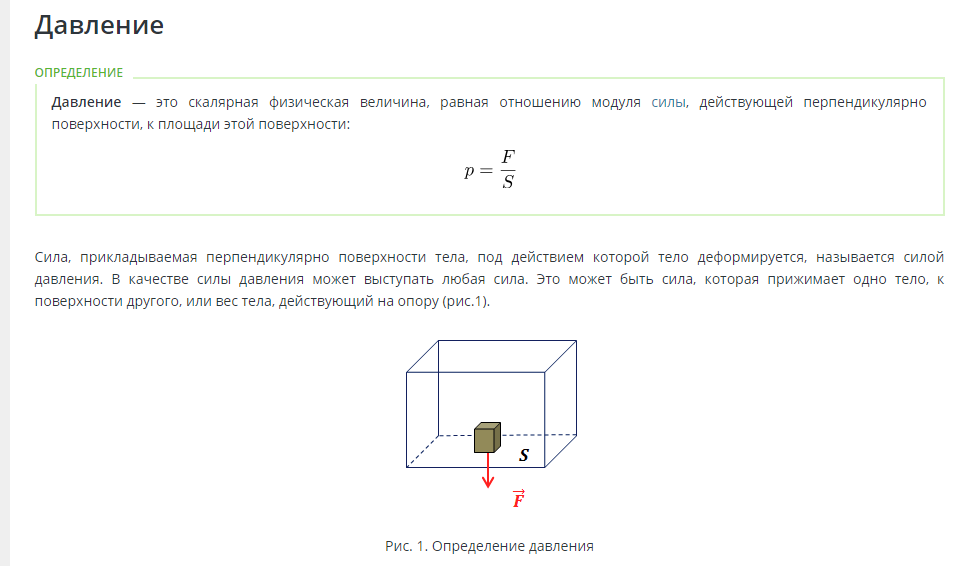 Давление
ОПРЕДЕЛЕНИЕ
Давление — это скалярная физическая величина, равная отношению модуля силы, действующей перпендикулярно
поверхности, к площади этой поверхности:
p = F/S
Сила, прикладываемая перпендикулярно поверхности тела, под действием которой тело деформируется, называется силой
давления. В качестве силы давления может выступать любая сила. Это может быть сила, которая прижимает одно тело, к
поверхности другого, или вес тела, действующий на опору (рис.1).
S
F⃗
Рис. 1. Определение давления